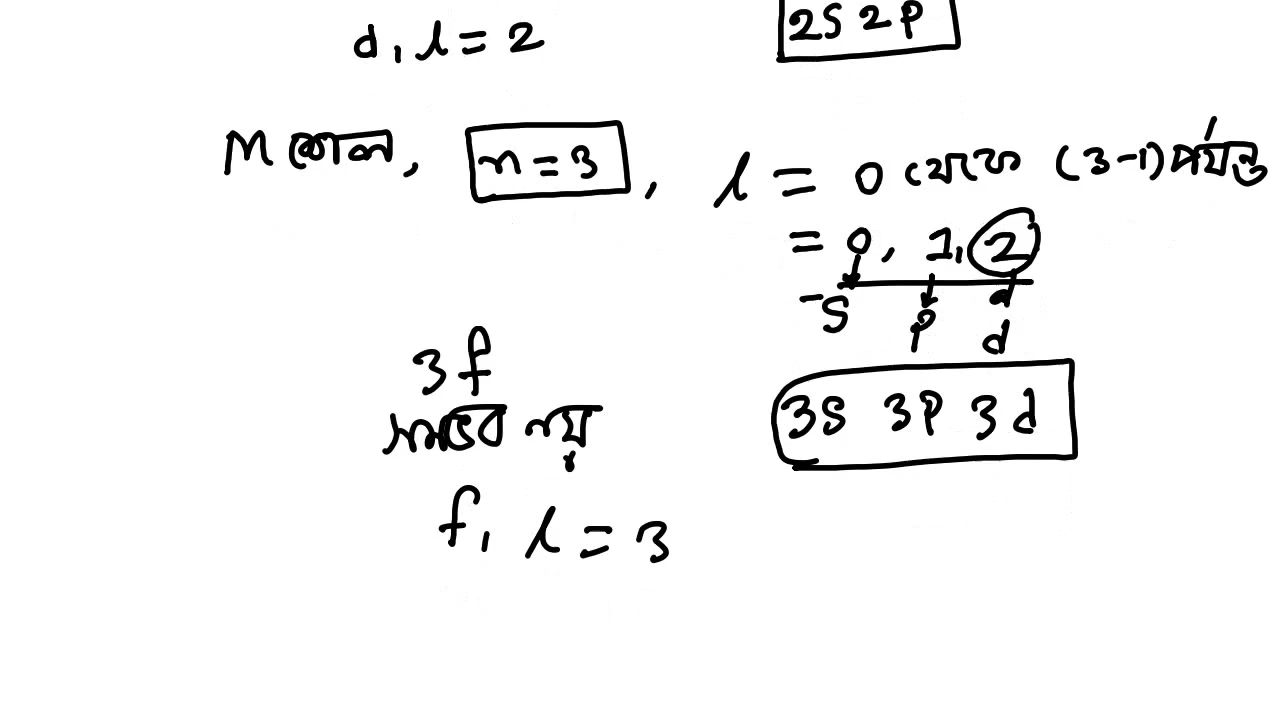 d, l = 2
2S 2P
M শেল, n = 3, l = 0 থেকে (3-1) পর্যন্ত
= 0, 1, 2
S P d
d
3f
সম্ভব নয়
3S 3P 3d
f, l = 3